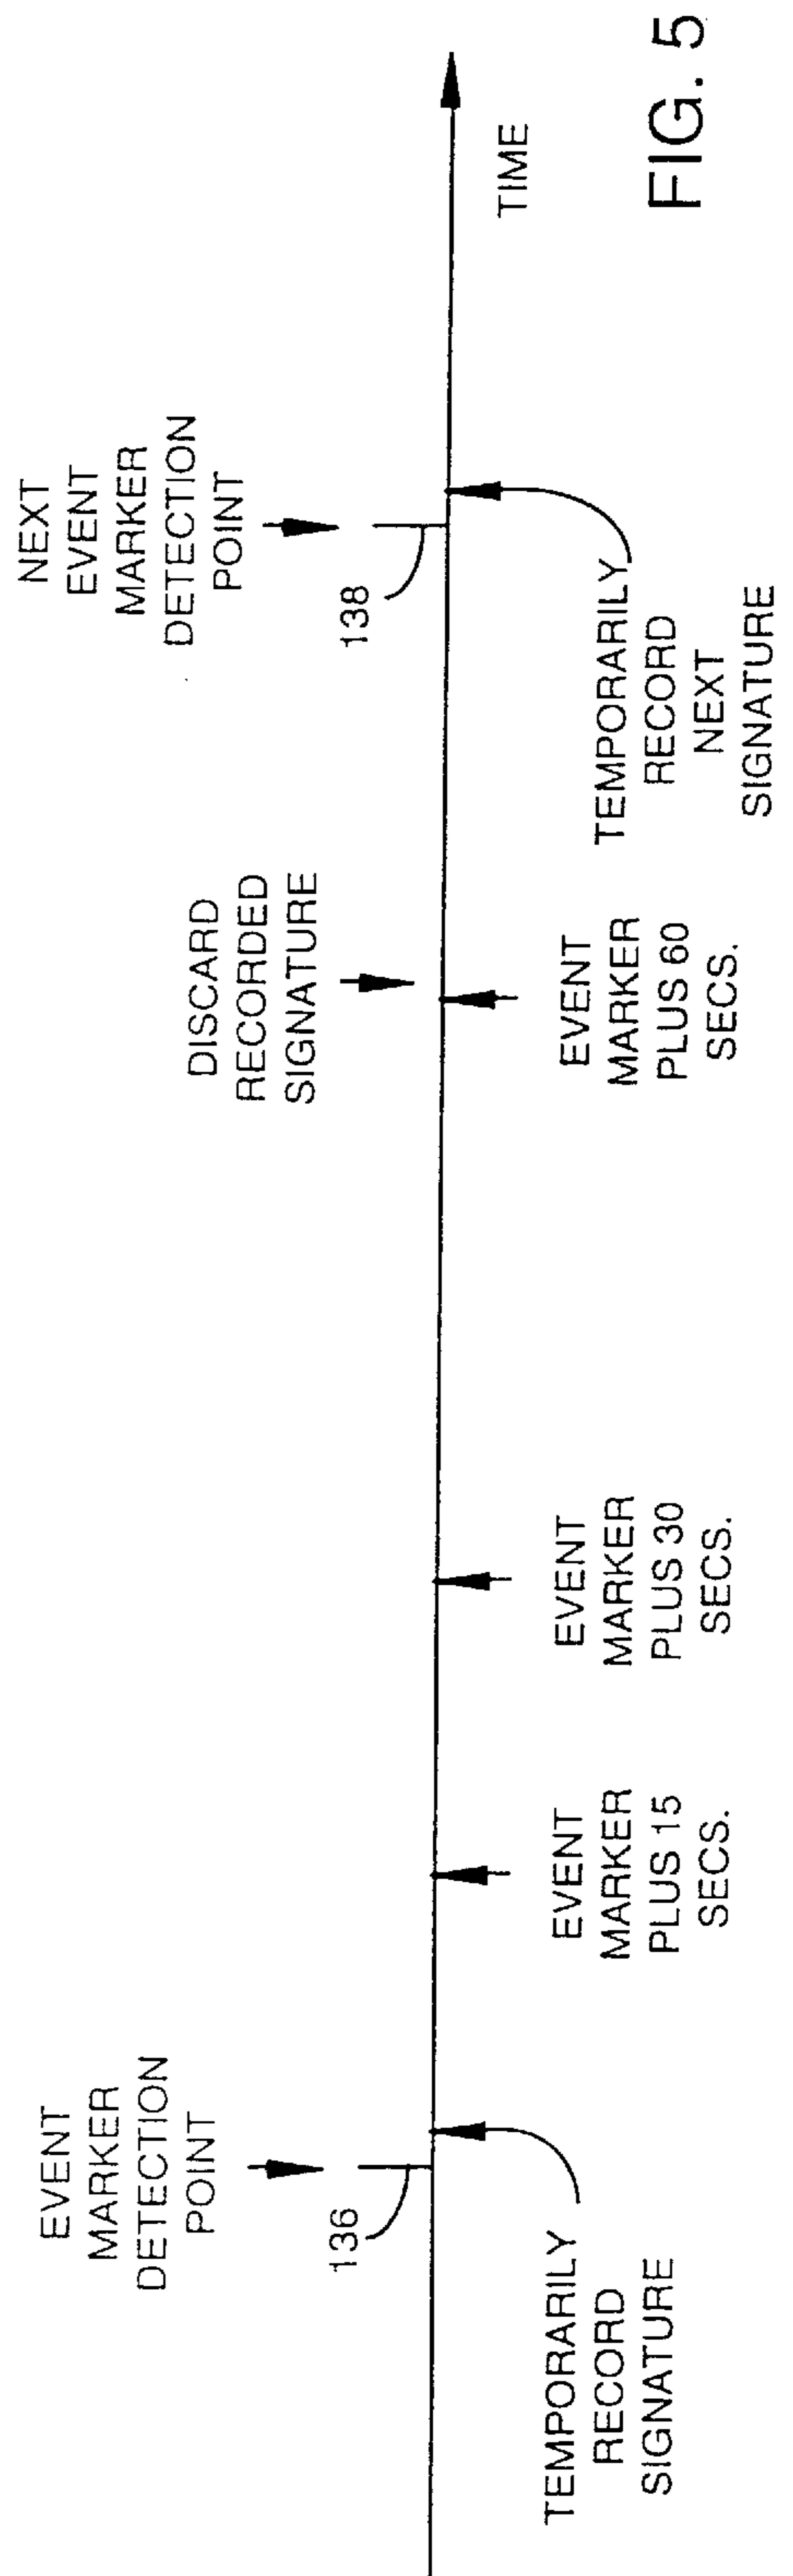 EVENT
MARKER
DETECTION
POINT
136
TEMPORARILY
RECORD
SIGNATURE
EVENT
MARKER
PLUS 15
SECS.
EVENT
MARKER
PLUS 30
SECS.
DISCARD
RECORDED
SIGNATURE
EVENT
MARKER
PLUS 60
SECS.
NEXT
EVENT
MARKER
DETECTION
POINT
138
TEMPORARILY
RECORD
NEXT
SIGNATURE
TIME
FIG. 5